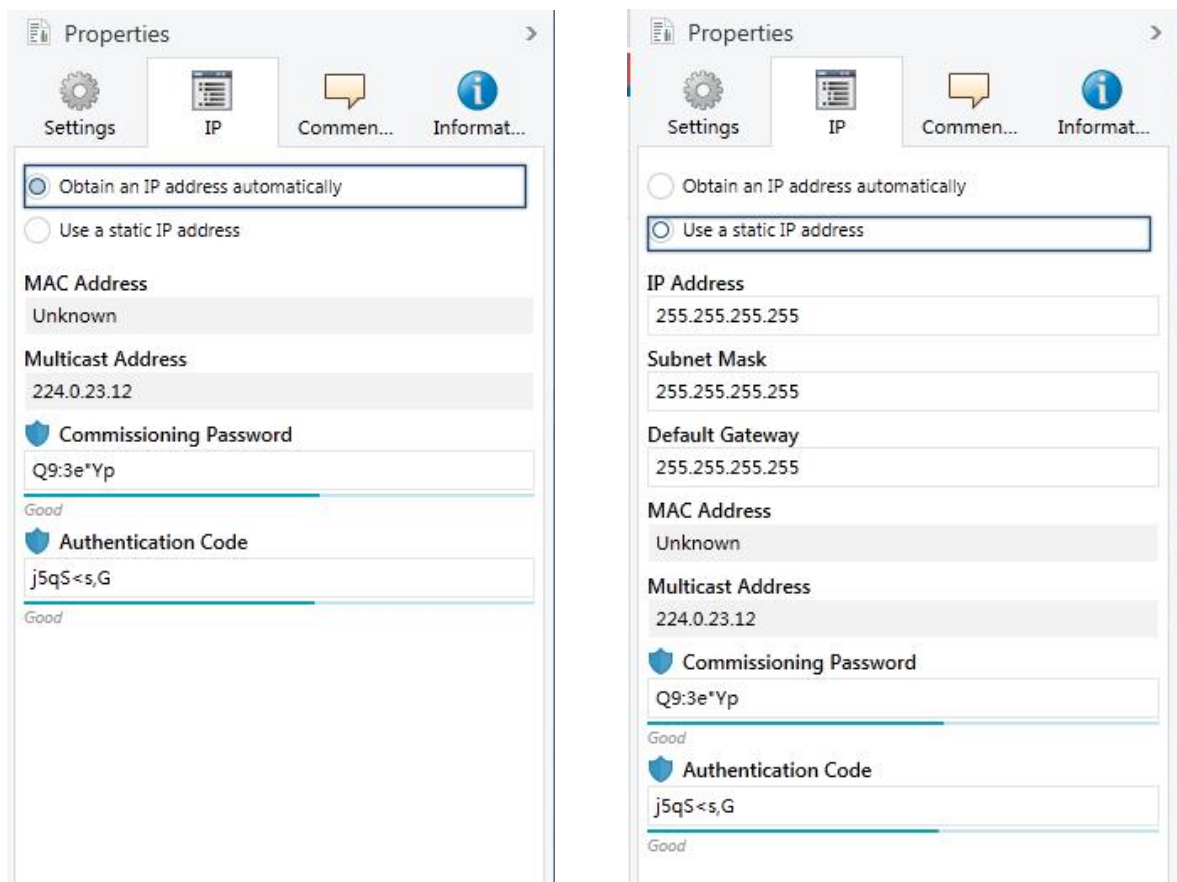 Properties
Settings
IP
Commen...
Informat...
Obtain an IP address automatically
Use a static IP address
MAC Address
Unknown
Multicast Address
224.0.23.12
Commissioning Password
Q9:3e"Yp
Good
Authentication Code
j5qS<s,G
Good
Properties
Settings
IP
Commen...
Informat...
Obtain an IP address automatically
Use a static IP address
IP Address
255.255.255.255
Subnet Mask
255.255.255.255
Default Gateway
255.255.255.255
MAC Address
Unknown
Multicast Address
224.0.23.12
Commissioning Password
Q9:3e"Yp
Good
Authentication Code
j5qS<s,G
Good